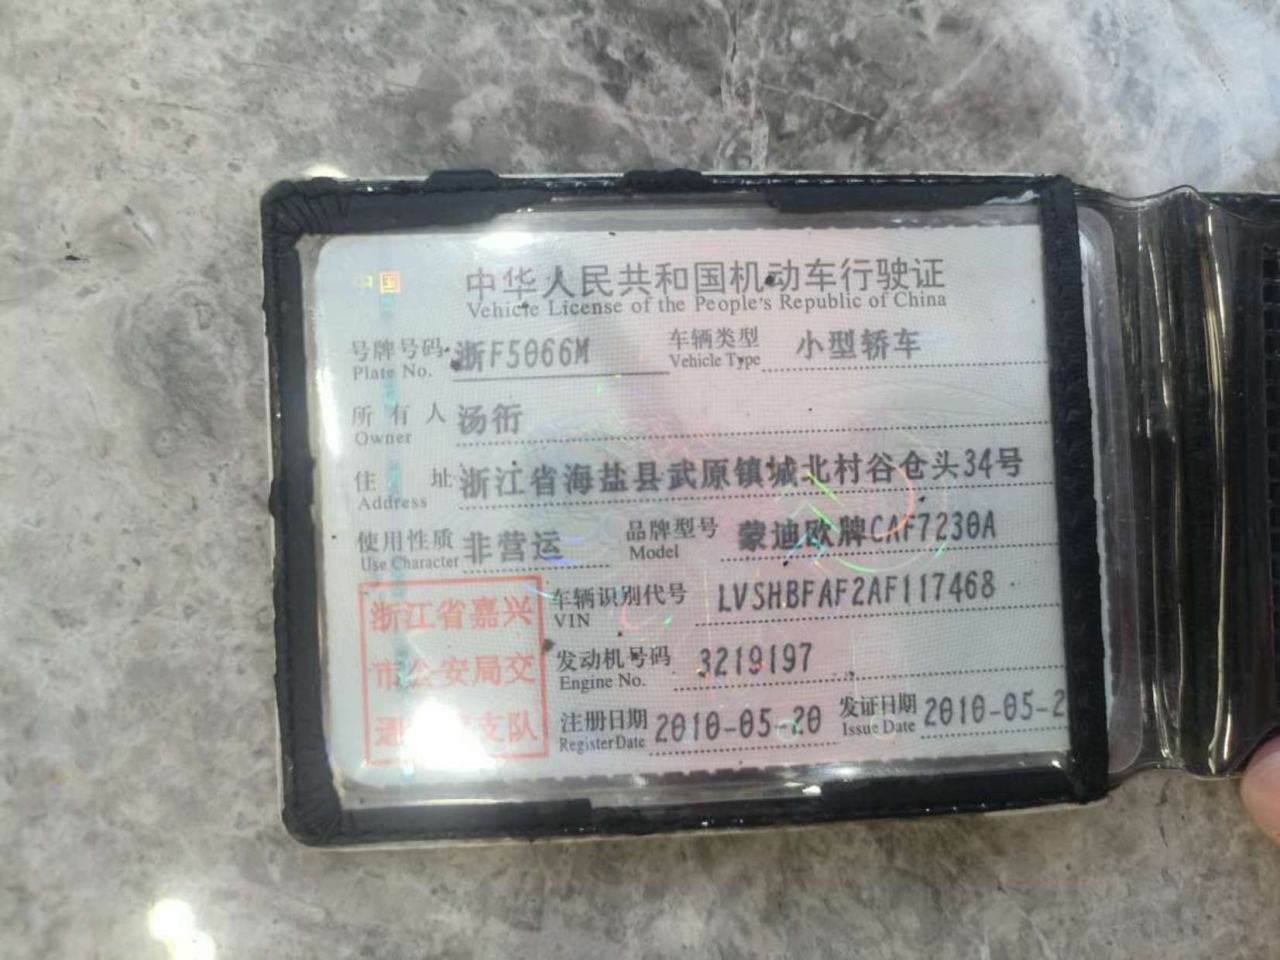 中国
中华人民共和国机动车行驶证
Vehicle License of the People's Republic of China
号牌号码 浙F5066M 车辆类型 小型轿车
Plate No. Vehicle Type
所有人 汤衍
Owner
住址 浙江省海盐县武原镇城北村谷仓头34号
Address
使用性质 非营运 品牌型号 蒙迪欧牌CAF7230A
Use Character Model
浙江省嘉兴
市公安局交
通 支队
车辆识别代号 LVSHBFAF2AF117468
VIN
发动机号码 3219197
Engine No.
注册日期 2010-05-20 发证日期 2010-05-2
Register Date Issue Date